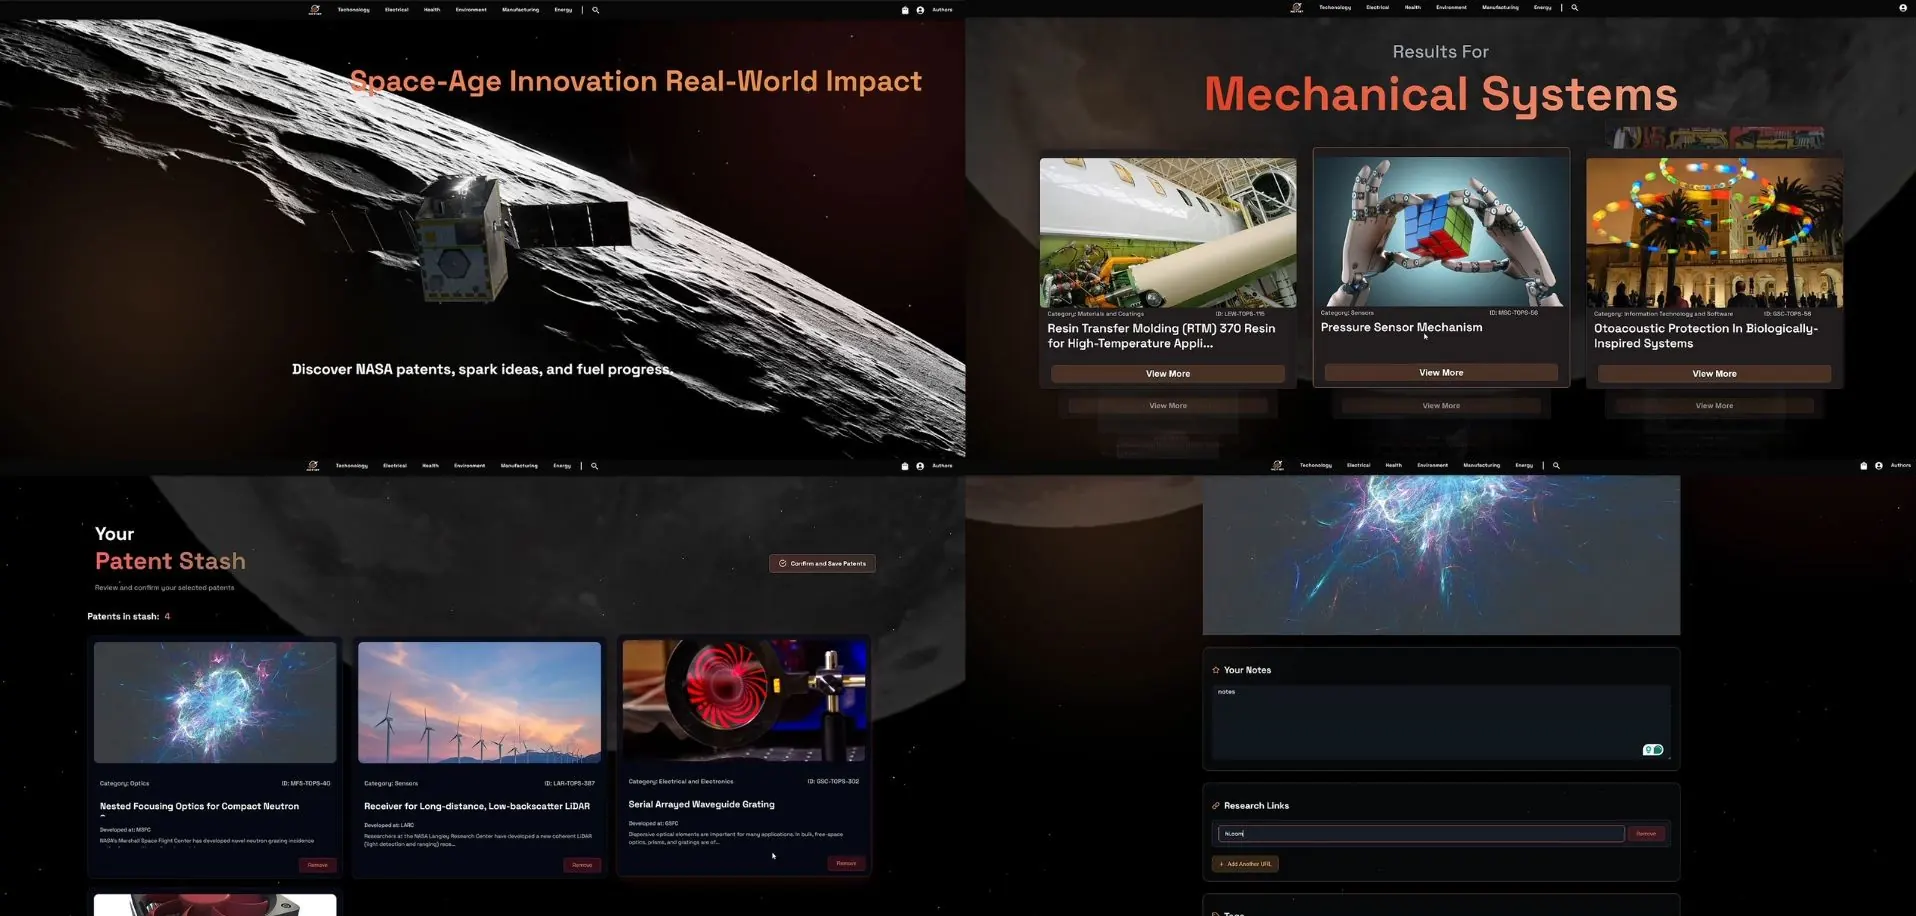 Techonology Electrical Health Environment Manufacturing Energy
Authors
Space-Age Innovation Real-World Impact
Discover NASA patents, spark ideas, and fuel progress.
Techonology Electrical Health Environment Manufacturing Energy
Results For
Mechanical Systems
Category: Materials and Coatings ID: LEW-TOPS-115
Resin Transfer Molding (RTM) 370 Resin
for High-Temperature Appli...
View More
View More
Category: Sensors ID: MSC-TOPS-56
Pressure Sensor Mechanism
View More
View More
Category: Information Technology and Software ID: GSC-TOPS-56
Otoacoustic Protection In Biologically-
Inspired Systems
View More
View More
Techonology Electrical Health Environment Manufacturing Energy
Authors
Your
Patent Stash
Review and confirm your selected patents
Confirm and Save Patents
Patents in stash: 4
Category: Optics ID: MFS-TOPS-40
Nested Focusing Optics for Compact Neutron
Developed at: MSFC
NASA's Marshall Space Flight Center has developed novel neutron grazing incidence
Remove
Category: Sensors ID: LAR-TOPS-387
Receiver for Long-distance, Low-backscatter LiDAR
Developed at: LARC
Researchers at the NASA Langley Research Center have developed a new coherent LiDAR
(light detection and ranging) rece...
Remove
Category: Electrical and Electronics ID: GSC-TOPS-302
Serial Arrayed Waveguide Grating
Developed at: GSFC
Dispersive optical elements are important for many applications. In bulk, free-space
optics, prisms, and gratings are of...
Remove
Techonology Electrical Health Environment Manufacturing Energy
Authors
Your Notes
notes
Research Links
hi.com
Remove
+ Add Another URL
Tags